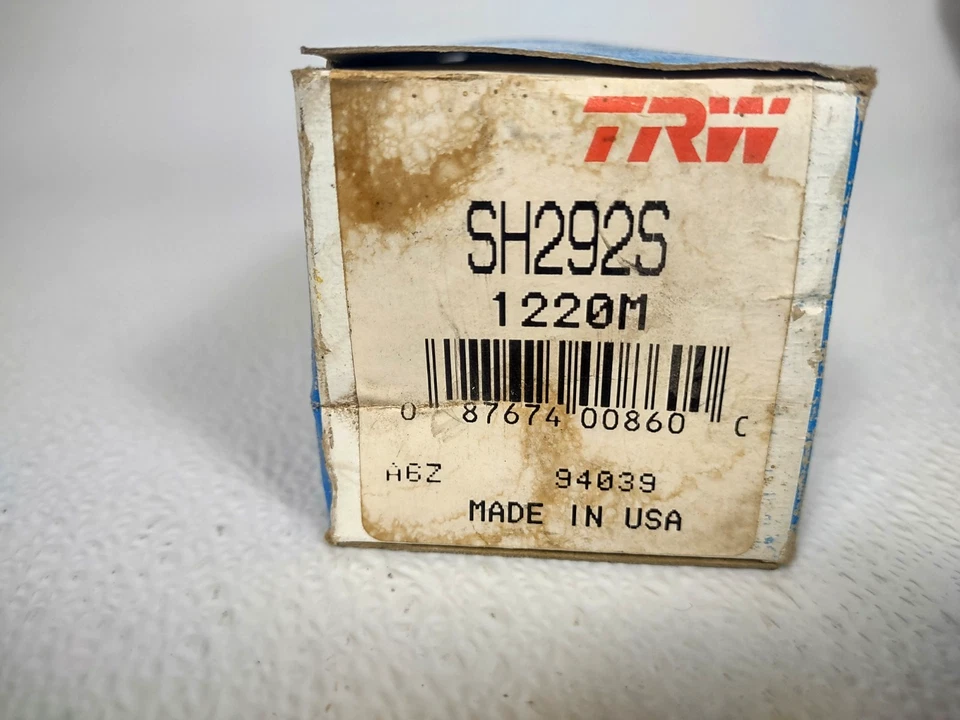 TRW
SH292S
1220M
0 87674 00860 C
A6Z 94039
MADE IN USA